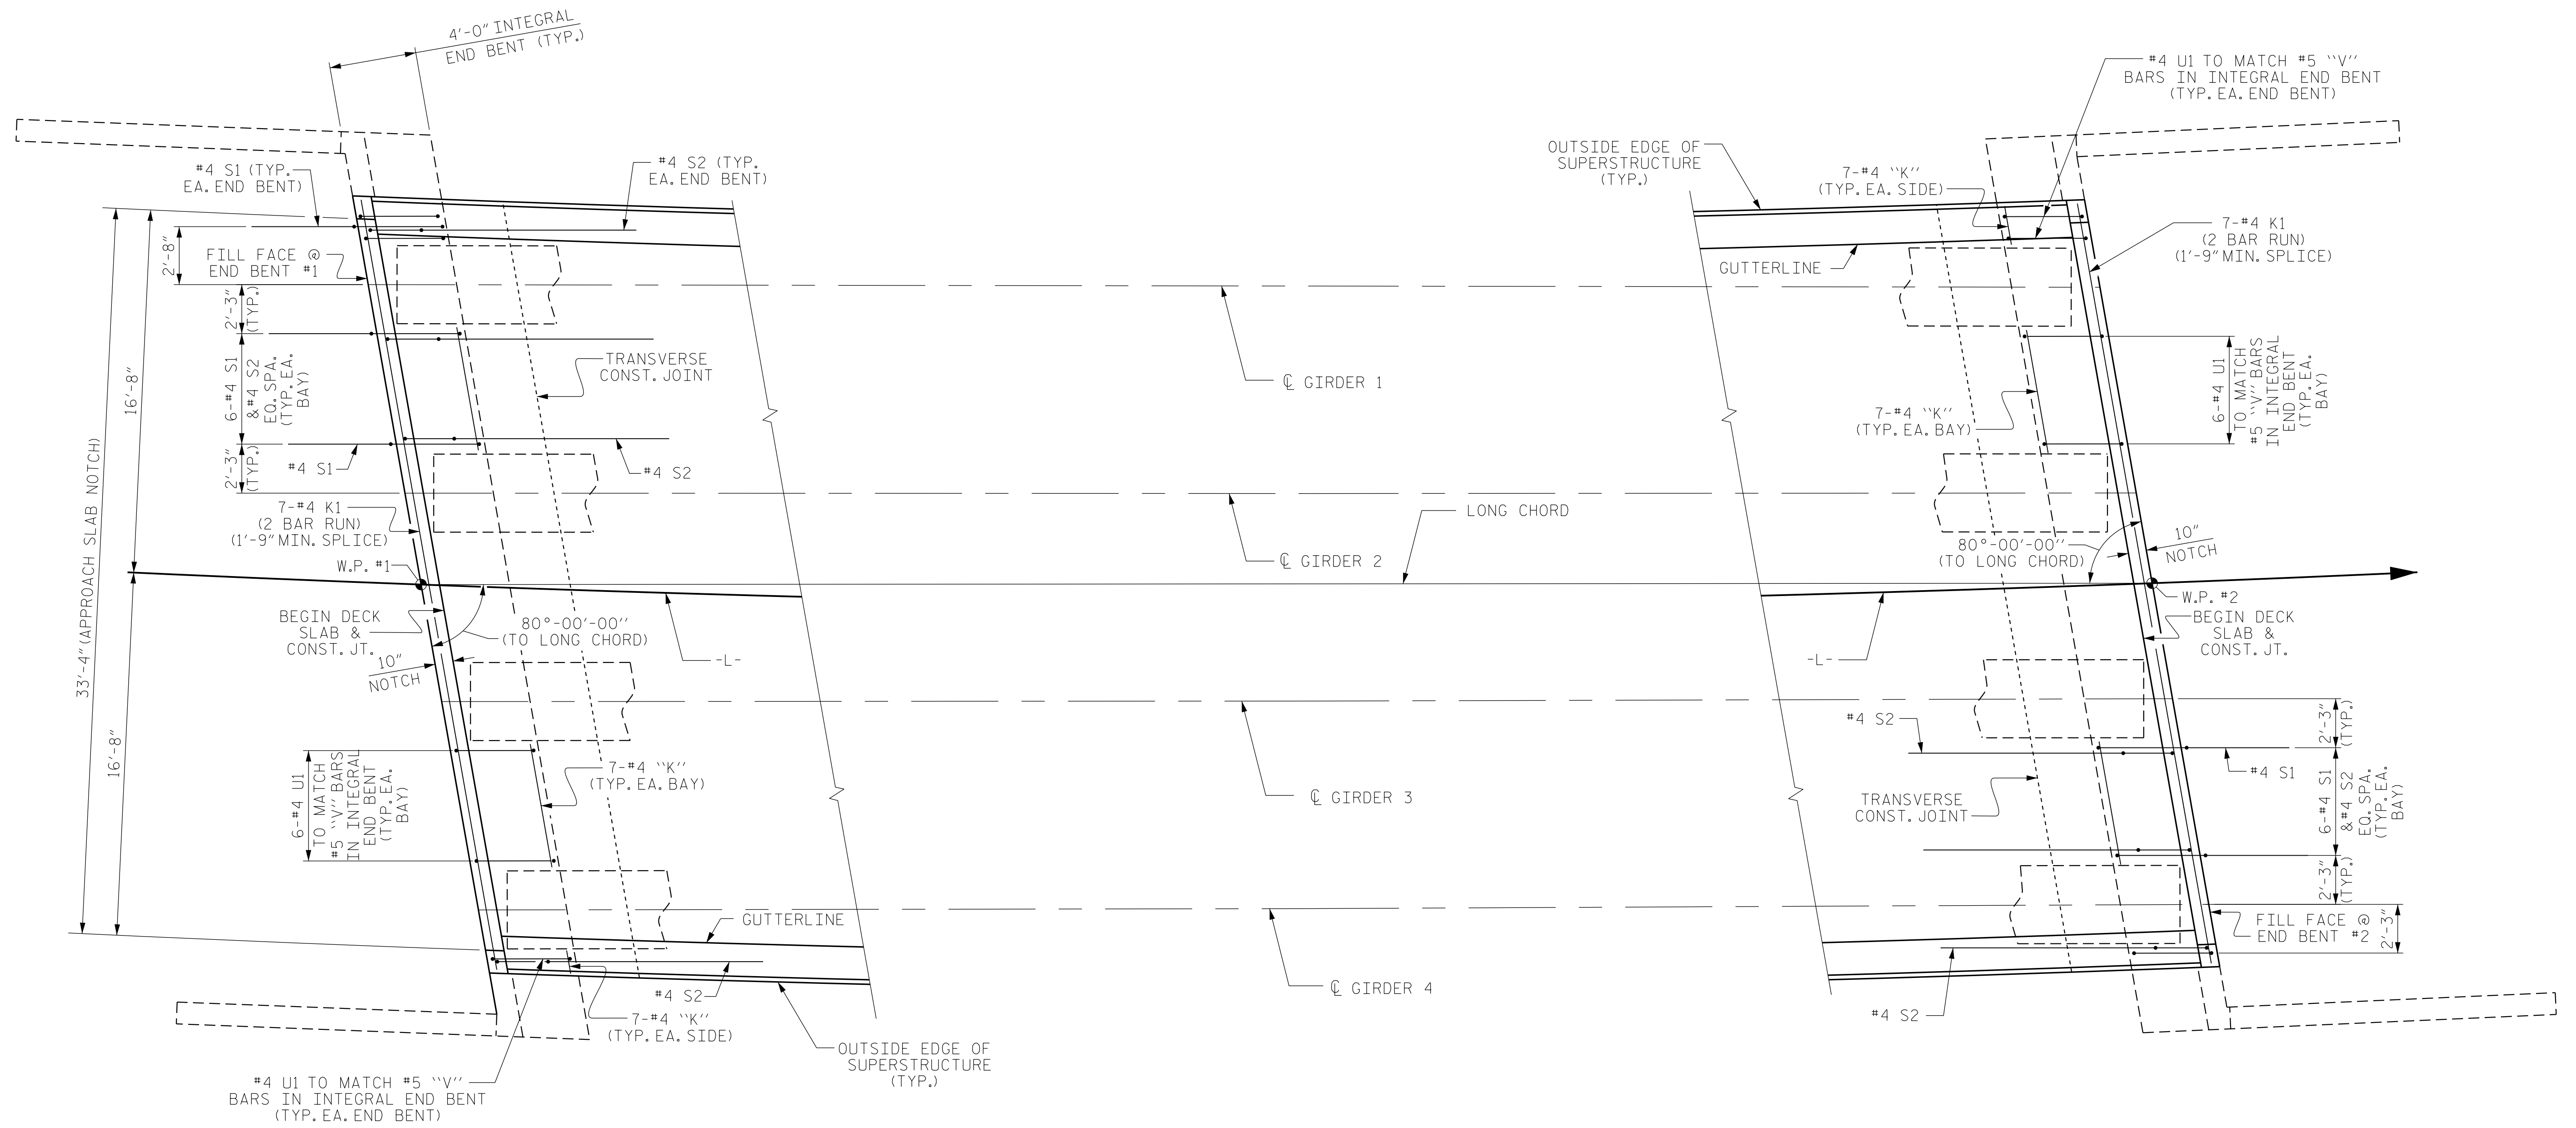 4'-0" INTEGRAL
END BENT (TYP.)
#4 S1 (TYP.
EA. END BENT)
#4 S2 (TYP.
EA. END BENT)
FILL FACE @
END BENT #1
2'-8"
2'-3"
(TYP.)
6-#4 S1
&#4 S2
EQ. SPA.
(TYP. EA.
BAY)
2'-3"
(TYP.)
16'-8"
33'-4" (APPROACH SLAB NOTCH)
16'-8"
#4 S1
#4 S2
TRANSVERSE
CONST. JOINT
7-#4 K1
(2 BAR RUN)
(1'-9" MIN. SPLICE)
W.P. #1
BEGIN DECK
SLAB &
CONST. JT.
10"
NOTCH
80°-00'-00"
(TO LONG CHORD)
-L-
6-#4 U1
TO MATCH
#5 ‘‘V’’ BARS
IN INTEGRAL
END BENT
(TYP. EA.
BAY)
7-#4 ‘‘K’’
(TYP. EA. BAY)
GUTTERLINE
#4 S2
7-#4 ‘‘K’’
(TYP. EA. SIDE)
OUTSIDE EDGE OF
SUPERSTRUCTURE
(TYP.)
#4 U1 TO MATCH #5 ‘‘V’’
BARS IN INTEGRAL END BENT
(TYP. EA. END BENT)
℄ GIRDER 1
LONG CHORD
℄ GIRDER 2
℄ GIRDER 3
℄ GIRDER 4
#4 U1 TO MATCH #5 ‘‘V’’
BARS IN INTEGRAL END BENT
(TYP. EA. END BENT)
OUTSIDE EDGE OF
SUPERSTRUCTURE
(TYP.)
7-#4 ‘‘K’’
(TYP. EA. SIDE)
7-#4 K1
(2 BAR RUN)
(1'-9" MIN. SPLICE)
GUTTERLINE
6-#4 U1
TO MATCH
#5 ‘‘V’’ BARS
IN INTEGRAL
END BENT
(TYP. EA.
BAY)
7-#4 ‘‘K’’
(TYP. EA. BAY)
80°-00'-00"
(TO LONG CHORD)
10"
NOTCH
W.P. #2
BEGIN DECK
SLAB &
CONST. JT.
-L-
#4 S2
2'-3"
(TYP.)
#4 S1
6-#4 S1
&#4 S2
EQ. SPA.
(TYP. EA.
BAY)
TRANSVERSE
CONST. JOINT
2'-3"
(TYP.)
FILL FACE @
END BENT #2
2'-3"
#4 S2